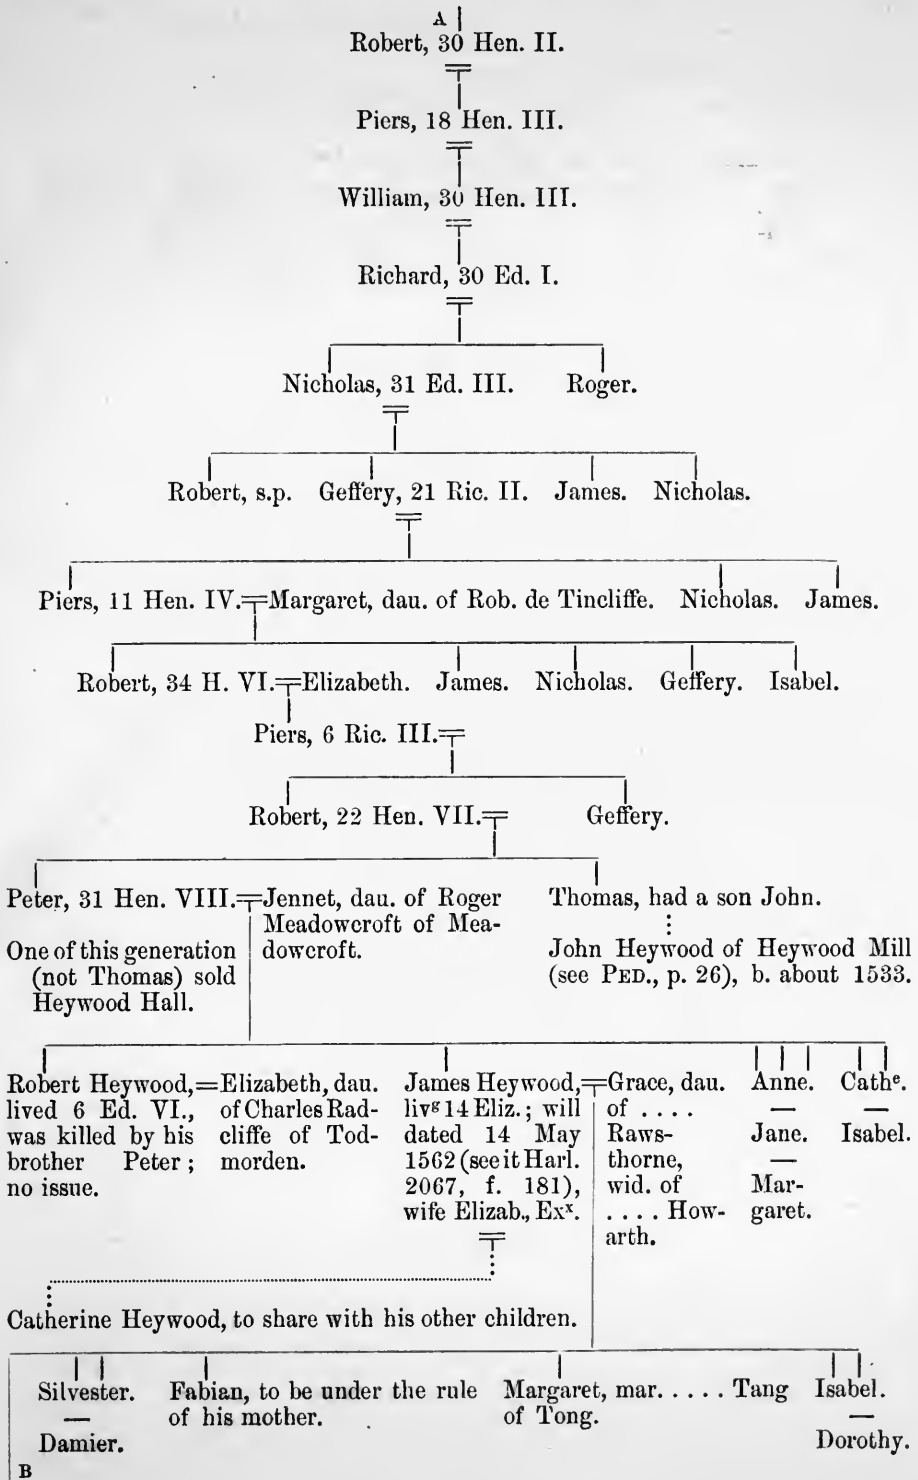 A
Robert, 30 Hen. II.
Piers, 18 Hen. III.
William, 30 Hen. III.
Richard, 30 Ed. I.
Nicholas, 31 Ed. III. Roger.
Robert, s.p. Geffery, 21 Ric. II. James. Nicholas.
Piers, 11 Hen. IV.=Margaret, dau. of Rob. de Tincliffe. Nicholas. James.
Robert, 34 H. VI.=Elizabeth. James. Nicholas. Geffery. Isabel.
Piers, 6 Ric. III.=
Robert, 22 Hen. VII.= Geffery.
Peter, 31 Hen. VIII.=
One of this generation
(not Thomas) sold
Heywood Hall.
Jennet, dau. of Roger
Meadowcroft of Mea-
dowcroft.
Thomas, had a son John.
John Heywood of Heywood Mill
(see PED., p. 26), b. about 1533.
Robert Heywood,=
lived 6 Ed. VI.,
was killed by his
brother Peter;
no issue.
Elizabeth, dau.
of Charles Rad-
cliffe of Tod-
morden.
James Heywood,=
livᵍ 14 Eliz.; will
dated 14 May
1562 (see it Harl.
2067, f. 181),
wife Elizab., Exˣ.
Grace, dau.
of ....
Raws-
thorne,
wid. of
.... How-
arth.
Anne.
—
Jane.
—
Mar-
garet.
Cathᵉ.
—
Isabel.
Catherine Heywood, to share with his other children.
Silvester.
—
Damier.
Fabian, to be under the rule
of his mother.
Margaret, mar..... Tang
of Tong.
Isabel.
—
Dorothy.
B